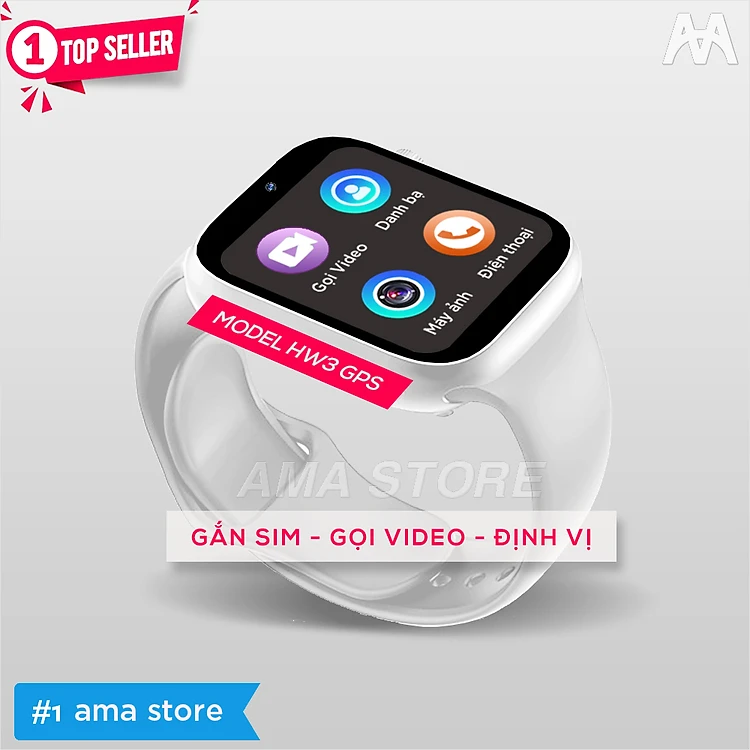 1 TOP SELLER
Danh bạ
Gọi Video
Điện thoại
Máy ảnh
MODEL HW3 GPS
AMA STORE
GẮN SIM - GỌI VIDEO - ĐỊNH VỊ
#1 ama store